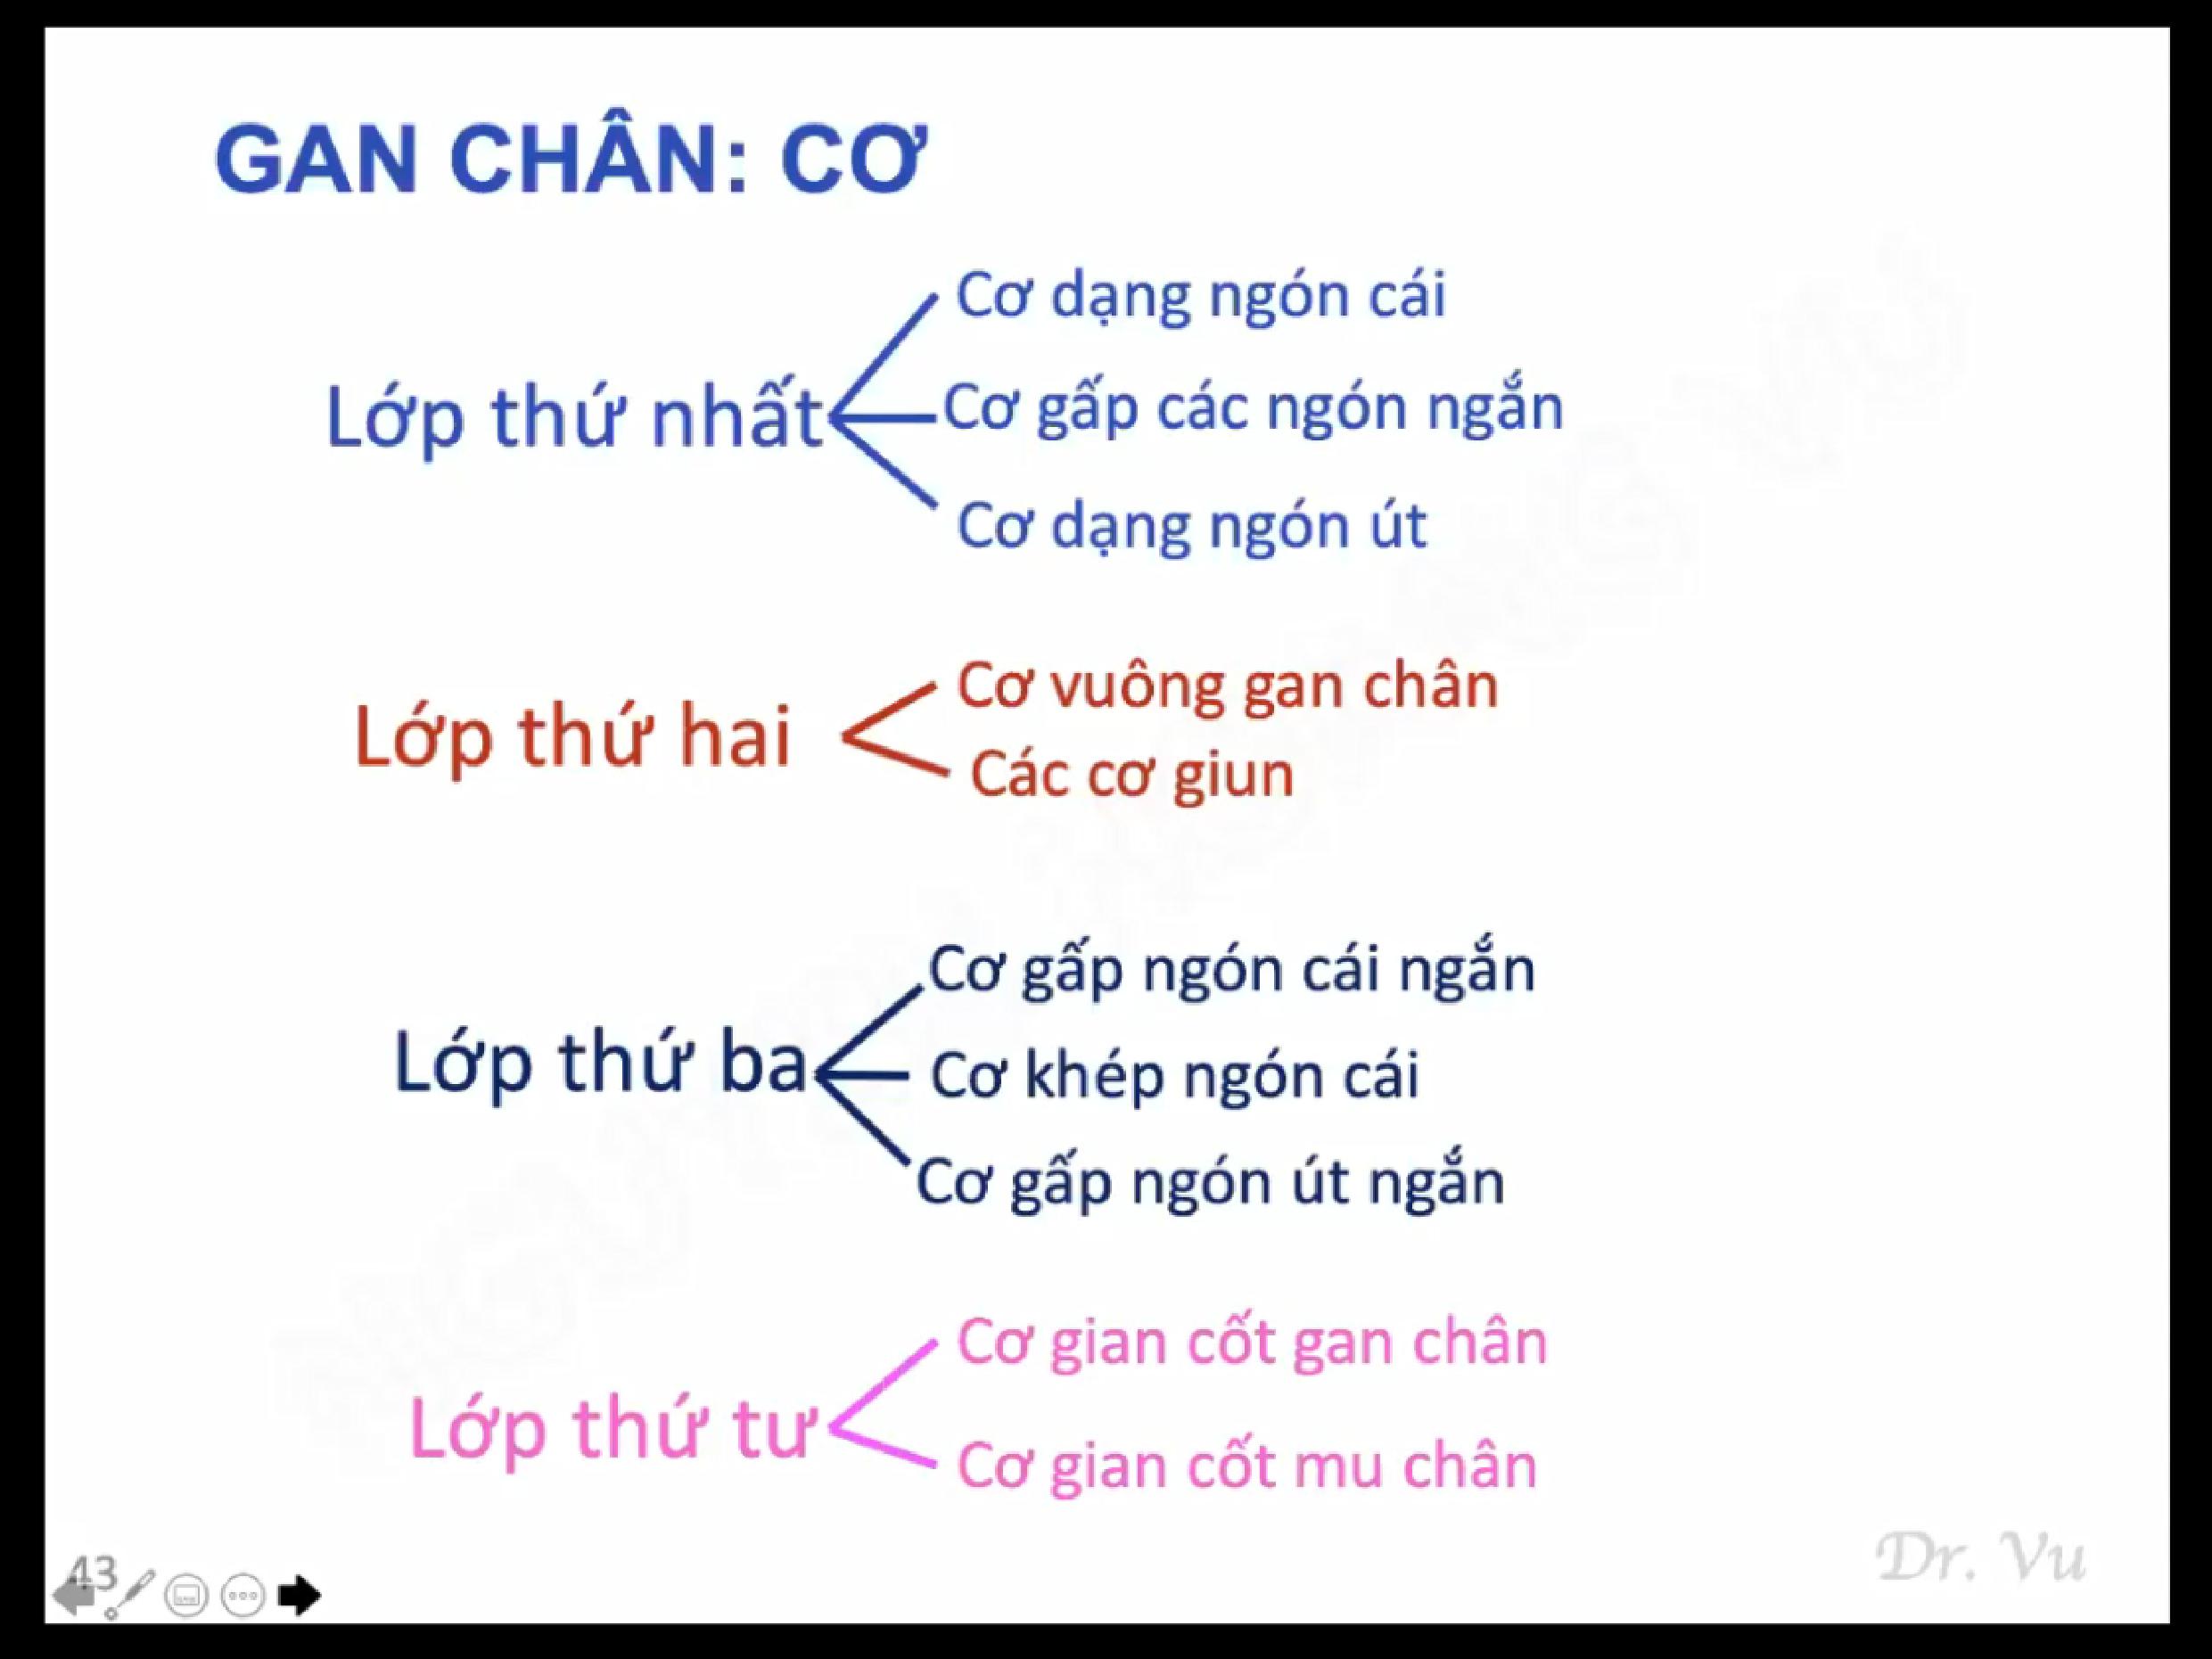 GAN CHÂN: CƠ
Cơ dạng ngón cái
Lớp thứ nhất
Cơ gấp các ngón ngắn
Cơ dạng ngón út
Lớp thứ hai
Cơ vuông gan chân
Các cơ giun
Cơ gấp ngón cái ngắn
Lớp thứ ba
Cơ khép ngón cái
Cơ gấp ngón út ngắn
Cơ gian cốt gan chân
Lớp thứ tư
Cơ gian cốt mu chân
43
Dr. Vu